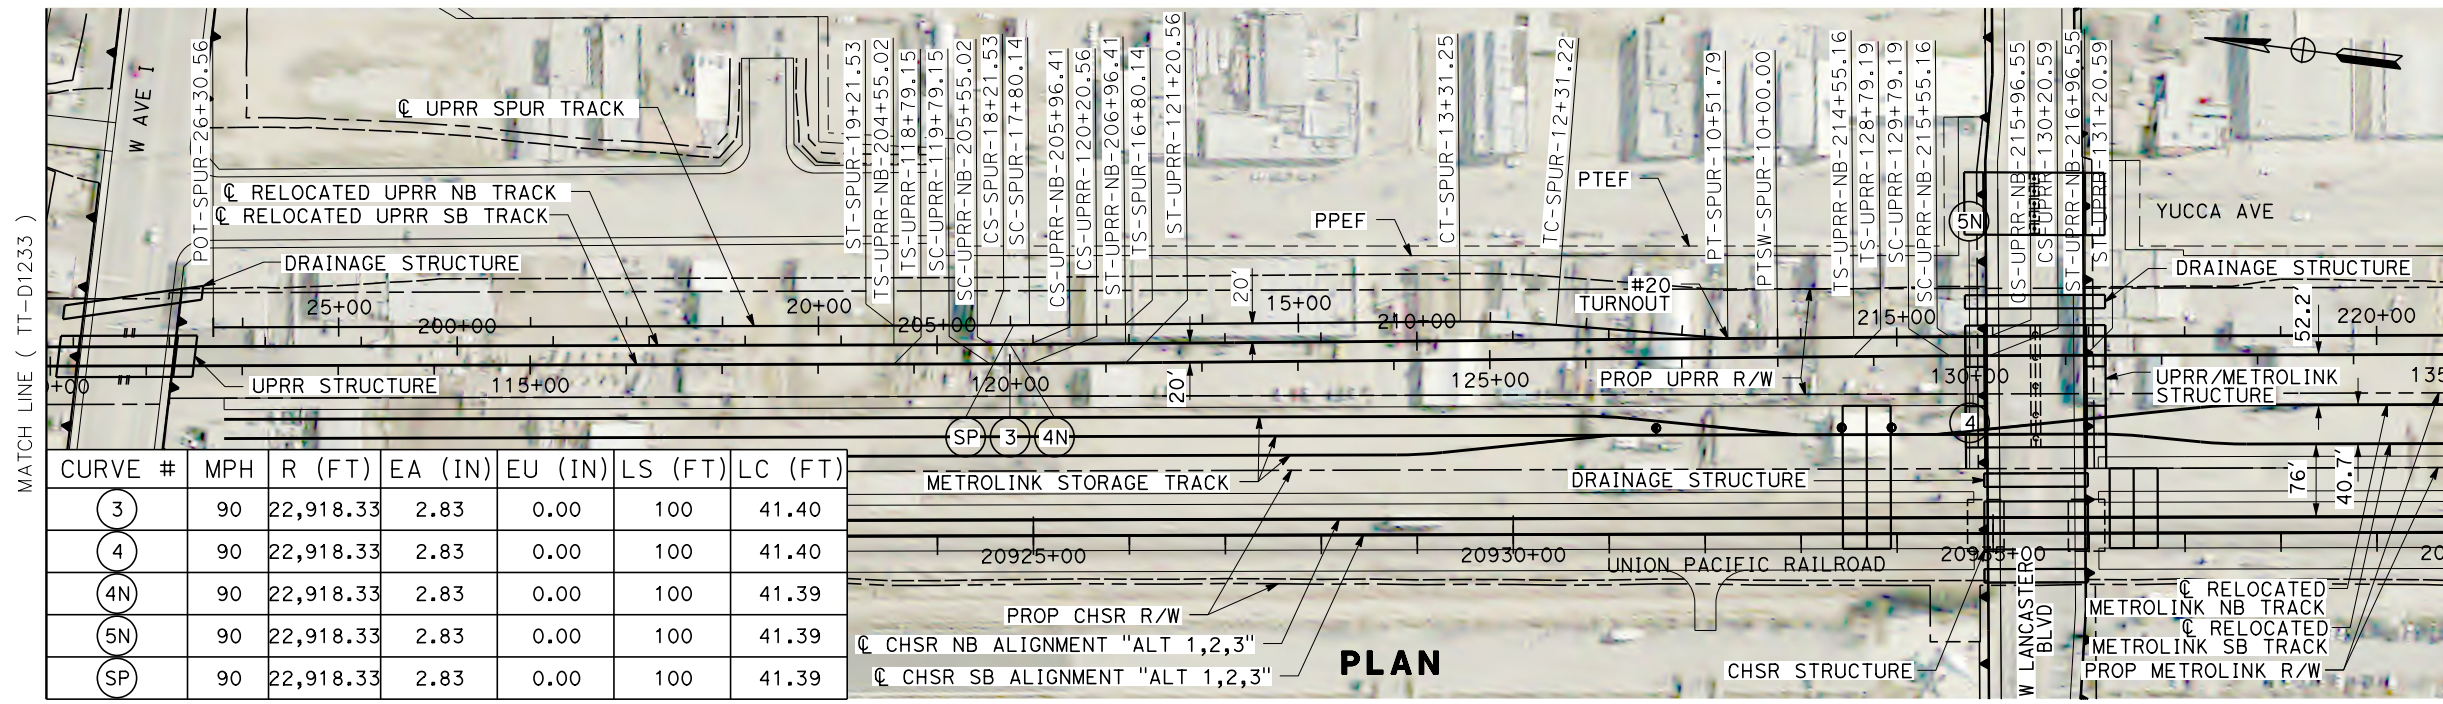 MATCH LINE ( TT-D1233 )
W AVE I
POT-SPUR-26+30.56
℄ UPRR SPUR TRACK
℄ RELOCATED UPRR NB TRACK
℄ RELOCATED UPRR SB TRACK
DRAINAGE STRUCTURE
UPRR STRUCTURE
ST-SPUR-19+21.53
TS-UPRR-NB-204+55.02
TS-UPRR-118+79.15
SC-UPRR-119+79.15
SC-UPRR-NB-205+55.02
CS-SPUR-18+21.53
SC-SPUR-17+80.14
CS-UPRR-NB-205+96.41
CS-UPRR-120+20.56
ST-UPRR-NB-206+96.41
TS-SPUR-16+80.14
ST-UPRR-121+20.56
CT-SPUR-13+31.25
TC-SPUR-12+31.22
PT-SPUR-10+51.79
PTSW-SPUR-10+00.00
TS-UPRR-NB-214+55.16
TS-UPRR-128+79.19
SC-UPRR-129+79.19
SC-UPRR-NB-215+55.16
CS-UPRR-NB-215+96.55
CS-UPRR-130+20.59
ST-UPRR-NB-216+96.55
ST-UPRR-131+20.59
PPEF
PTEF
#20
TURNOUT
5N
YUCCA AVE
DRAINAGE STRUCTURE
25+00
20+00
15+00
200+00
205+00
210+00
215+00
220+00
+00
115+00
120+00
125+00
130+00
135
20'
20'
52.2'
PROP UPRR R/W
UPRR/METROLINK
STRUCTURE
SP
3
4N
4
METROLINK STORAGE TRACK
DRAINAGE STRUCTURE
76'
40.7'
20925+00
20930+00
20935+00
20
UNION PACIFIC RAILROAD
PROP CHSR R/W
℄ CHSR NB ALIGNMENT "ALT 1,2,3"
℄ CHSR SB ALIGNMENT "ALT 1,2,3"
PLAN
CHSR STRUCTURE
W LANCASTER
BLVD
℄ RELOCATED
METROLINK NB TRACK
℄ RELOCATED
METROLINK SB TRACK
PROP METROLINK R/W
CURVE # MPH R (FT) EA (IN) EU (IN) LS (FT) LC (FT)
3 90 22,918.33 2.83 0.00 100 41.40
4 90 22,918.33 2.83 0.00 100 41.40
4N 90 22,918.33 2.83 0.00 100 41.39
5N 90 22,918.33 2.83 0.00 100 41.39
SP 90 22,918.33 2.83 0.00 100 41.39